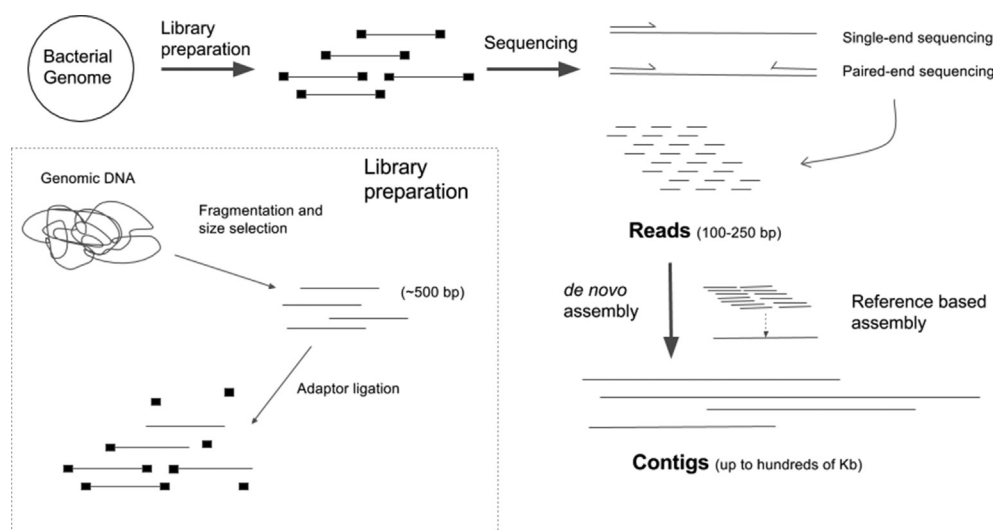 Bacterial
Genome
Library
preparation
Sequencing
Single-end sequencing
Paired-end sequencing
Library
preparation
Genomic DNA
Fragmentation and
size selection
(~500 bp)
Adaptor ligation
Reads (100-250 bp)
de novo
assembly
Reference based
assembly
Contigs (up to hundreds of Kb)